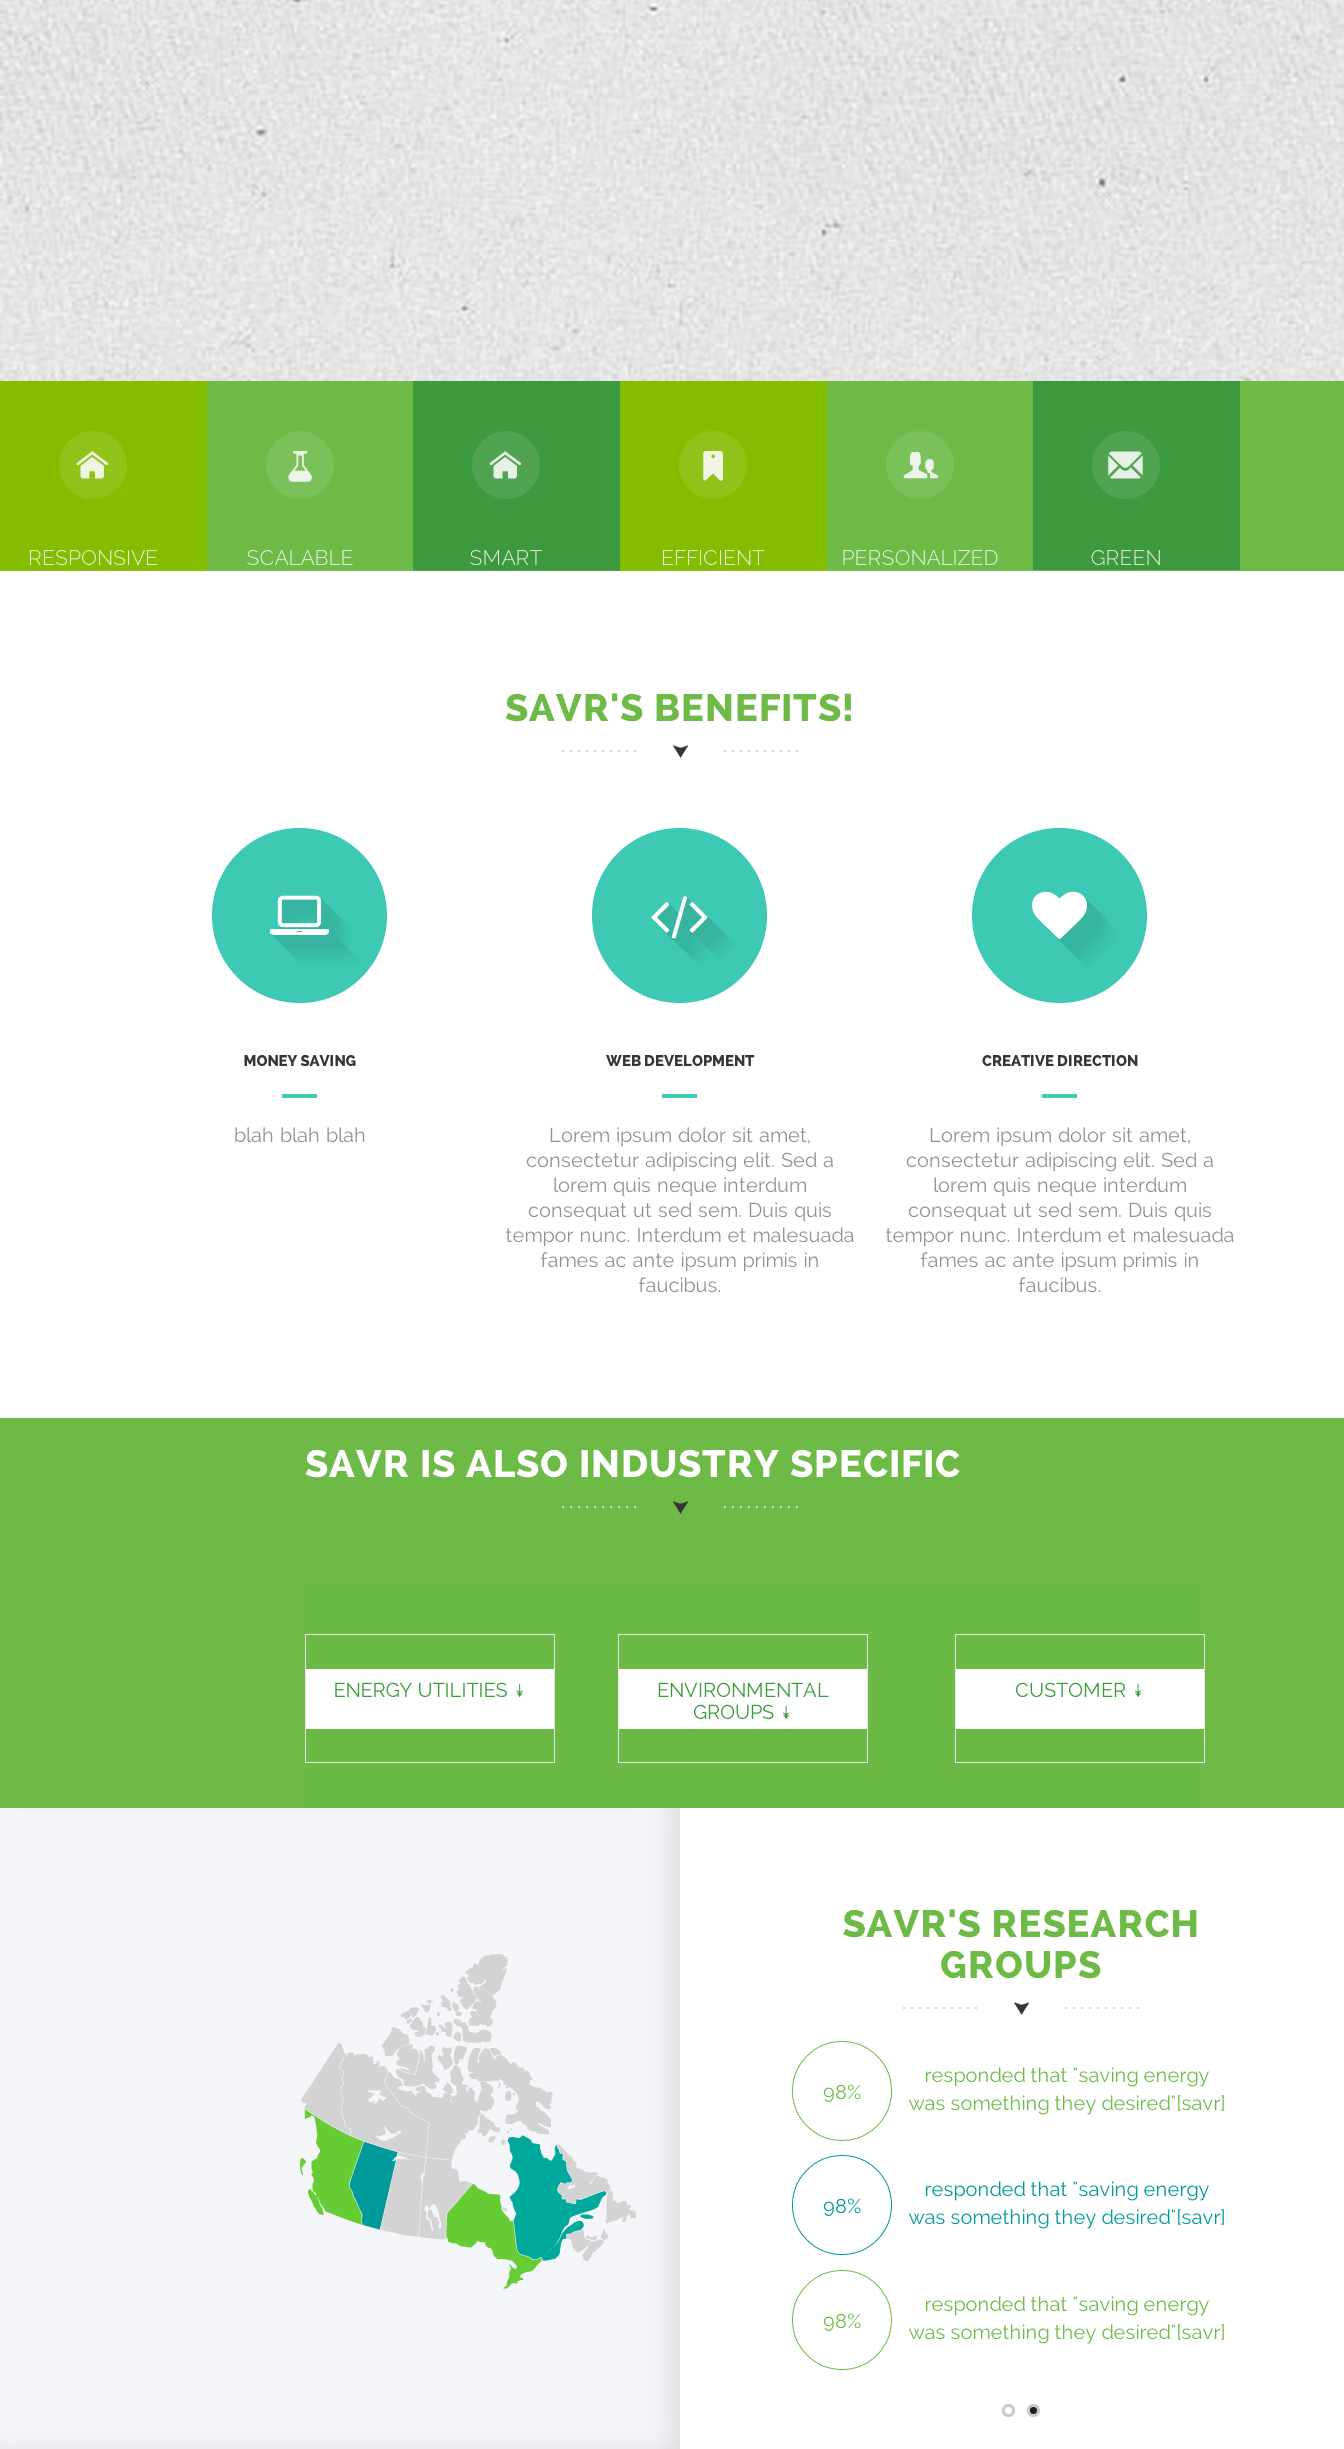 RESPONSIVE
SCALABLE
SMART
EFFICIENT
PERSONALIZED
GREEN
SAVR'S BENEFITS!
MONEY SAVING
blah blah blah
WEB DEVELOPMENT
Lorem ipsum dolor sit amet,
consectetur adipiscing elit. Sed a
lorem quis neque interdum
consequat ut sed sem. Duis quis
tempor nunc. Interdum et malesuada
fames ac ante ipsum primis in
faucibus.
CREATIVE DIRECTION
Lorem ipsum dolor sit amet,
consectetur adipiscing elit. Sed a
lorem quis neque interdum
consequat ut sed sem. Duis quis
tempor nunc. Interdum et malesuada
fames ac ante ipsum primis in
faucibus.
SAVR IS ALSO INDUSTRY SPECIFIC
ENERGY UTILITIES ↡
ENVIRONMENTAL
GROUPS ↡
CUSTOMER ↡
SAVR'S RESEARCH
GROUPS
98%
responded that "saving energy
was something they desired"[savr]
98%
responded that "saving energy
was something they desired"[savr]
98%
responded that "saving energy
was something they desired"[savr]